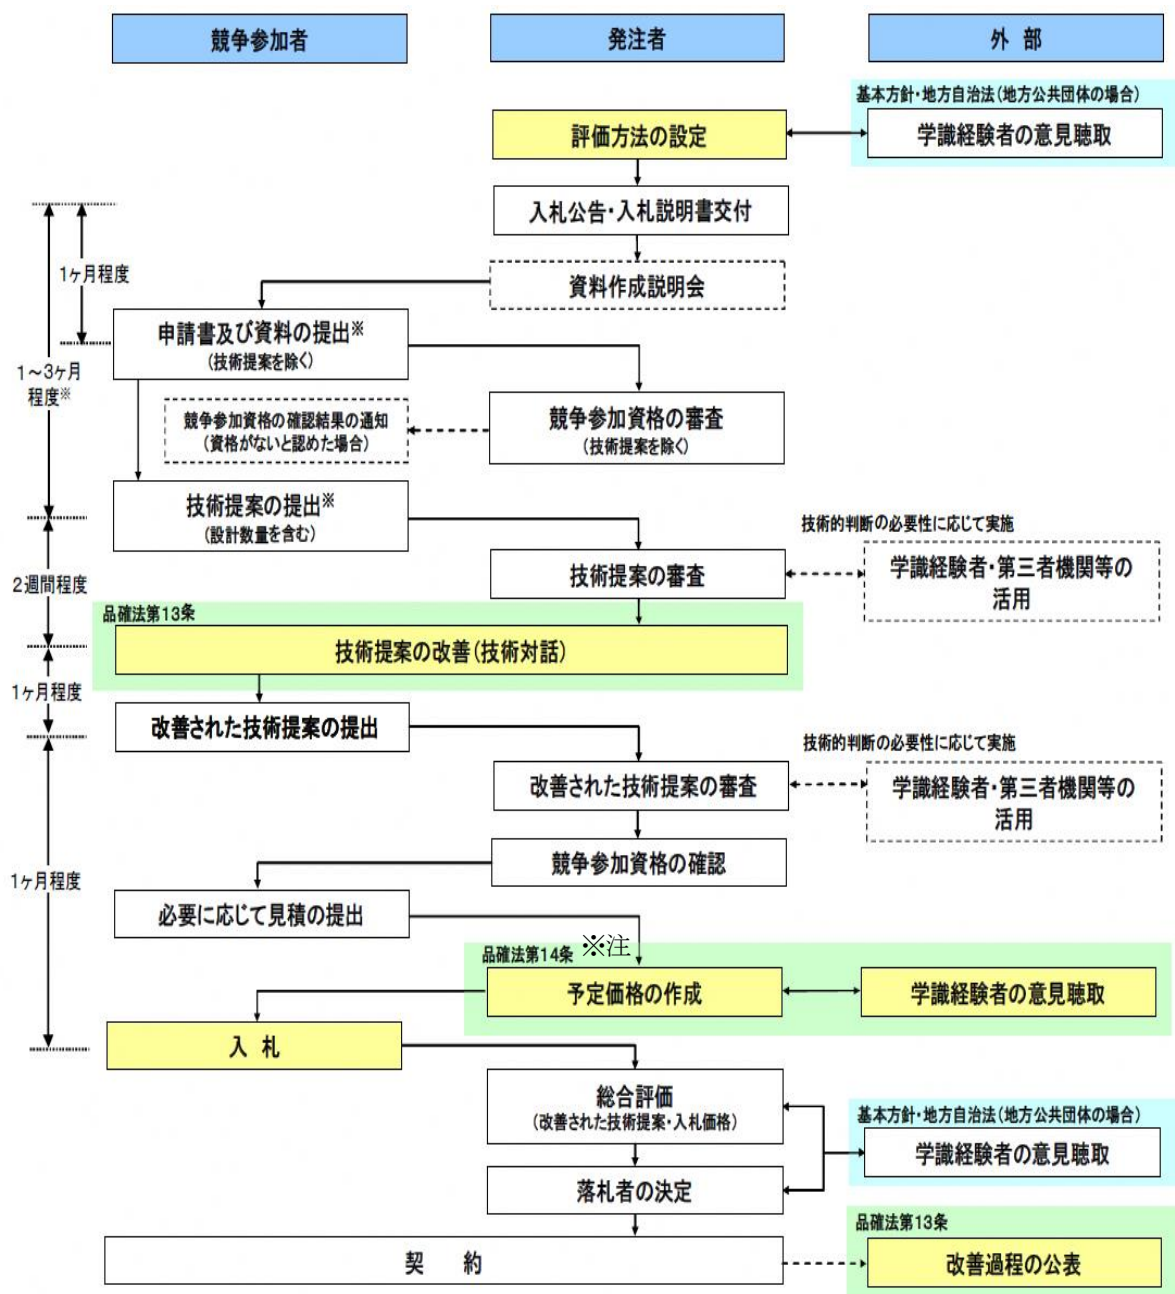 競争参加者
発注者
外 部
基本方針・地方自治法(地方公共団体の場合)
評価方法の設定
学識経験者の意見聴取
入札公告・入札説明書交付
1ヶ月程度
資料作成説明会
申請書及び資料の提出※
(技術提案を除く)
1～3ヶ月
程度※
競争参加資格の確認結果の通知
(資格がないと認めた場合)
競争参加資格の審査
(技術提案を除く)
技術提案の提出※
(設計数量を含む)
技術的判断の必要性に応じて実施
2週間程度
技術提案の審査
学識経験者・第三者機関等の
活用
品確法第13条
技術提案の改善(技術対話)
1ヶ月程度
改善された技術提案の提出
技術的判断の必要性に応じて実施
改善された技術提案の審査
学識経験者・第三者機関等の
活用
1ヶ月程度
競争参加資格の確認
必要に応じて見積の提出
品確法第14条 ※注
予定価格の作成
学識経験者の意見聴取
入 札
総合評価
(改善された技術提案・入札価格)
基本方針・地方自治法(地方公共団体の場合)
学識経験者の意見聴取
落札者の決定
品確法第13条
契 約
改善過程の公表